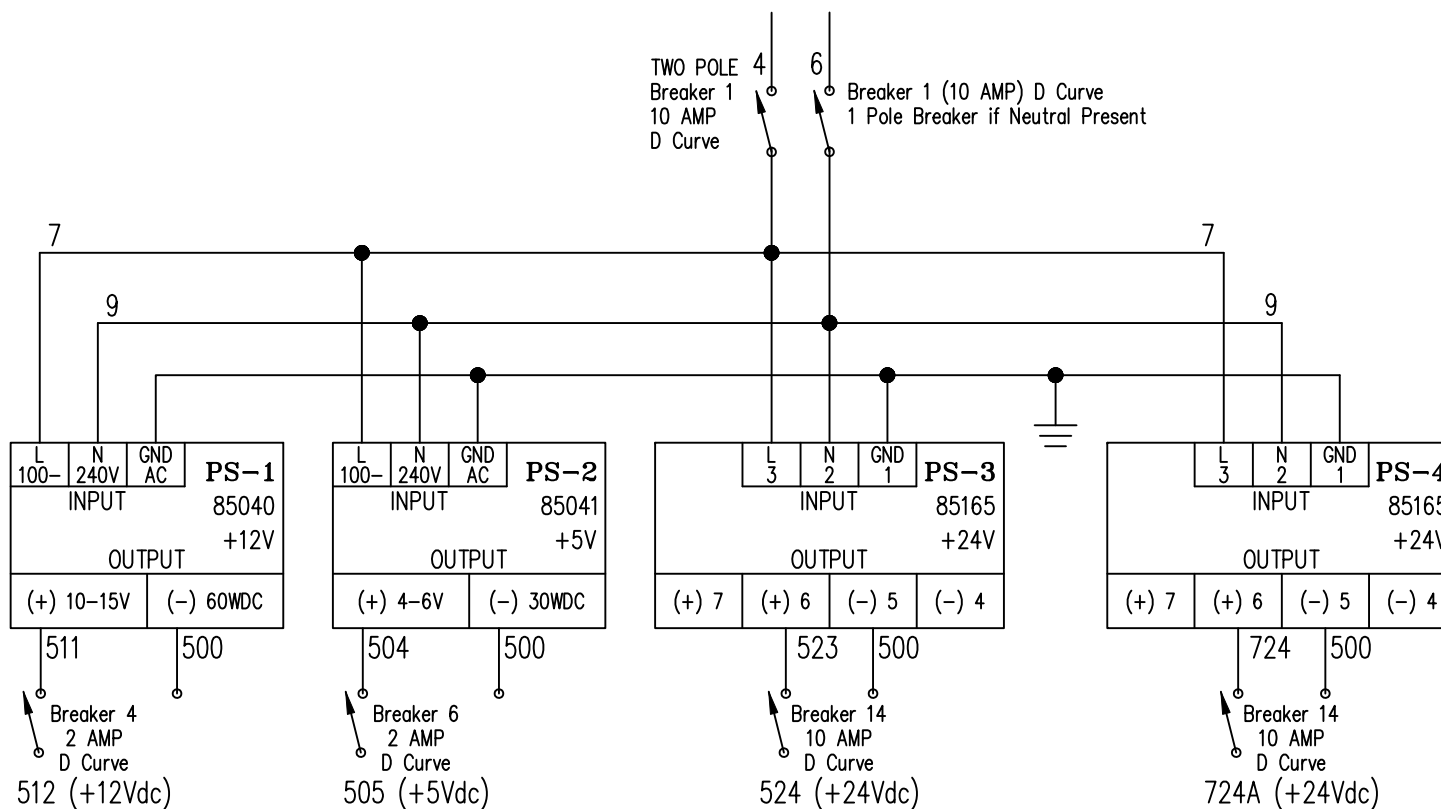 TWO POLE 4
Breaker 1
10 AMP
D Curve
6
Breaker 1 (10 AMP) D Curve
1 Pole Breaker if Neutral Present
7
7
9
9
L
100-
N
240V
GND
AC
PS-1
INPUT
85040
+12V
OUTPUT
(+) 10-15V
(-) 60WDC
511
500
Breaker 4
2 AMP
D Curve
512 (+12Vdc)
L
100-
N
240V
GND
AC
PS-2
INPUT
85041
+5V
OUTPUT
(+) 4-6V
(-) 30WDC
504
500
Breaker 6
2 AMP
D Curve
505 (+5Vdc)
L
3
N
2
GND
1
PS-3
INPUT
85165
+24V
OUTPUT
(+) 7
(+) 6
(-) 5
(-) 4
523
500
Breaker 14
10 AMP
D Curve
524 (+24Vdc)
L
3
N
2
GND
1
PS-4
INPUT
85165
+24V
OUTPUT
(+) 7
(+) 6
(-) 5
(-) 4
724
500
Breaker 14
10 AMP
D Curve
724A (+24Vdc)